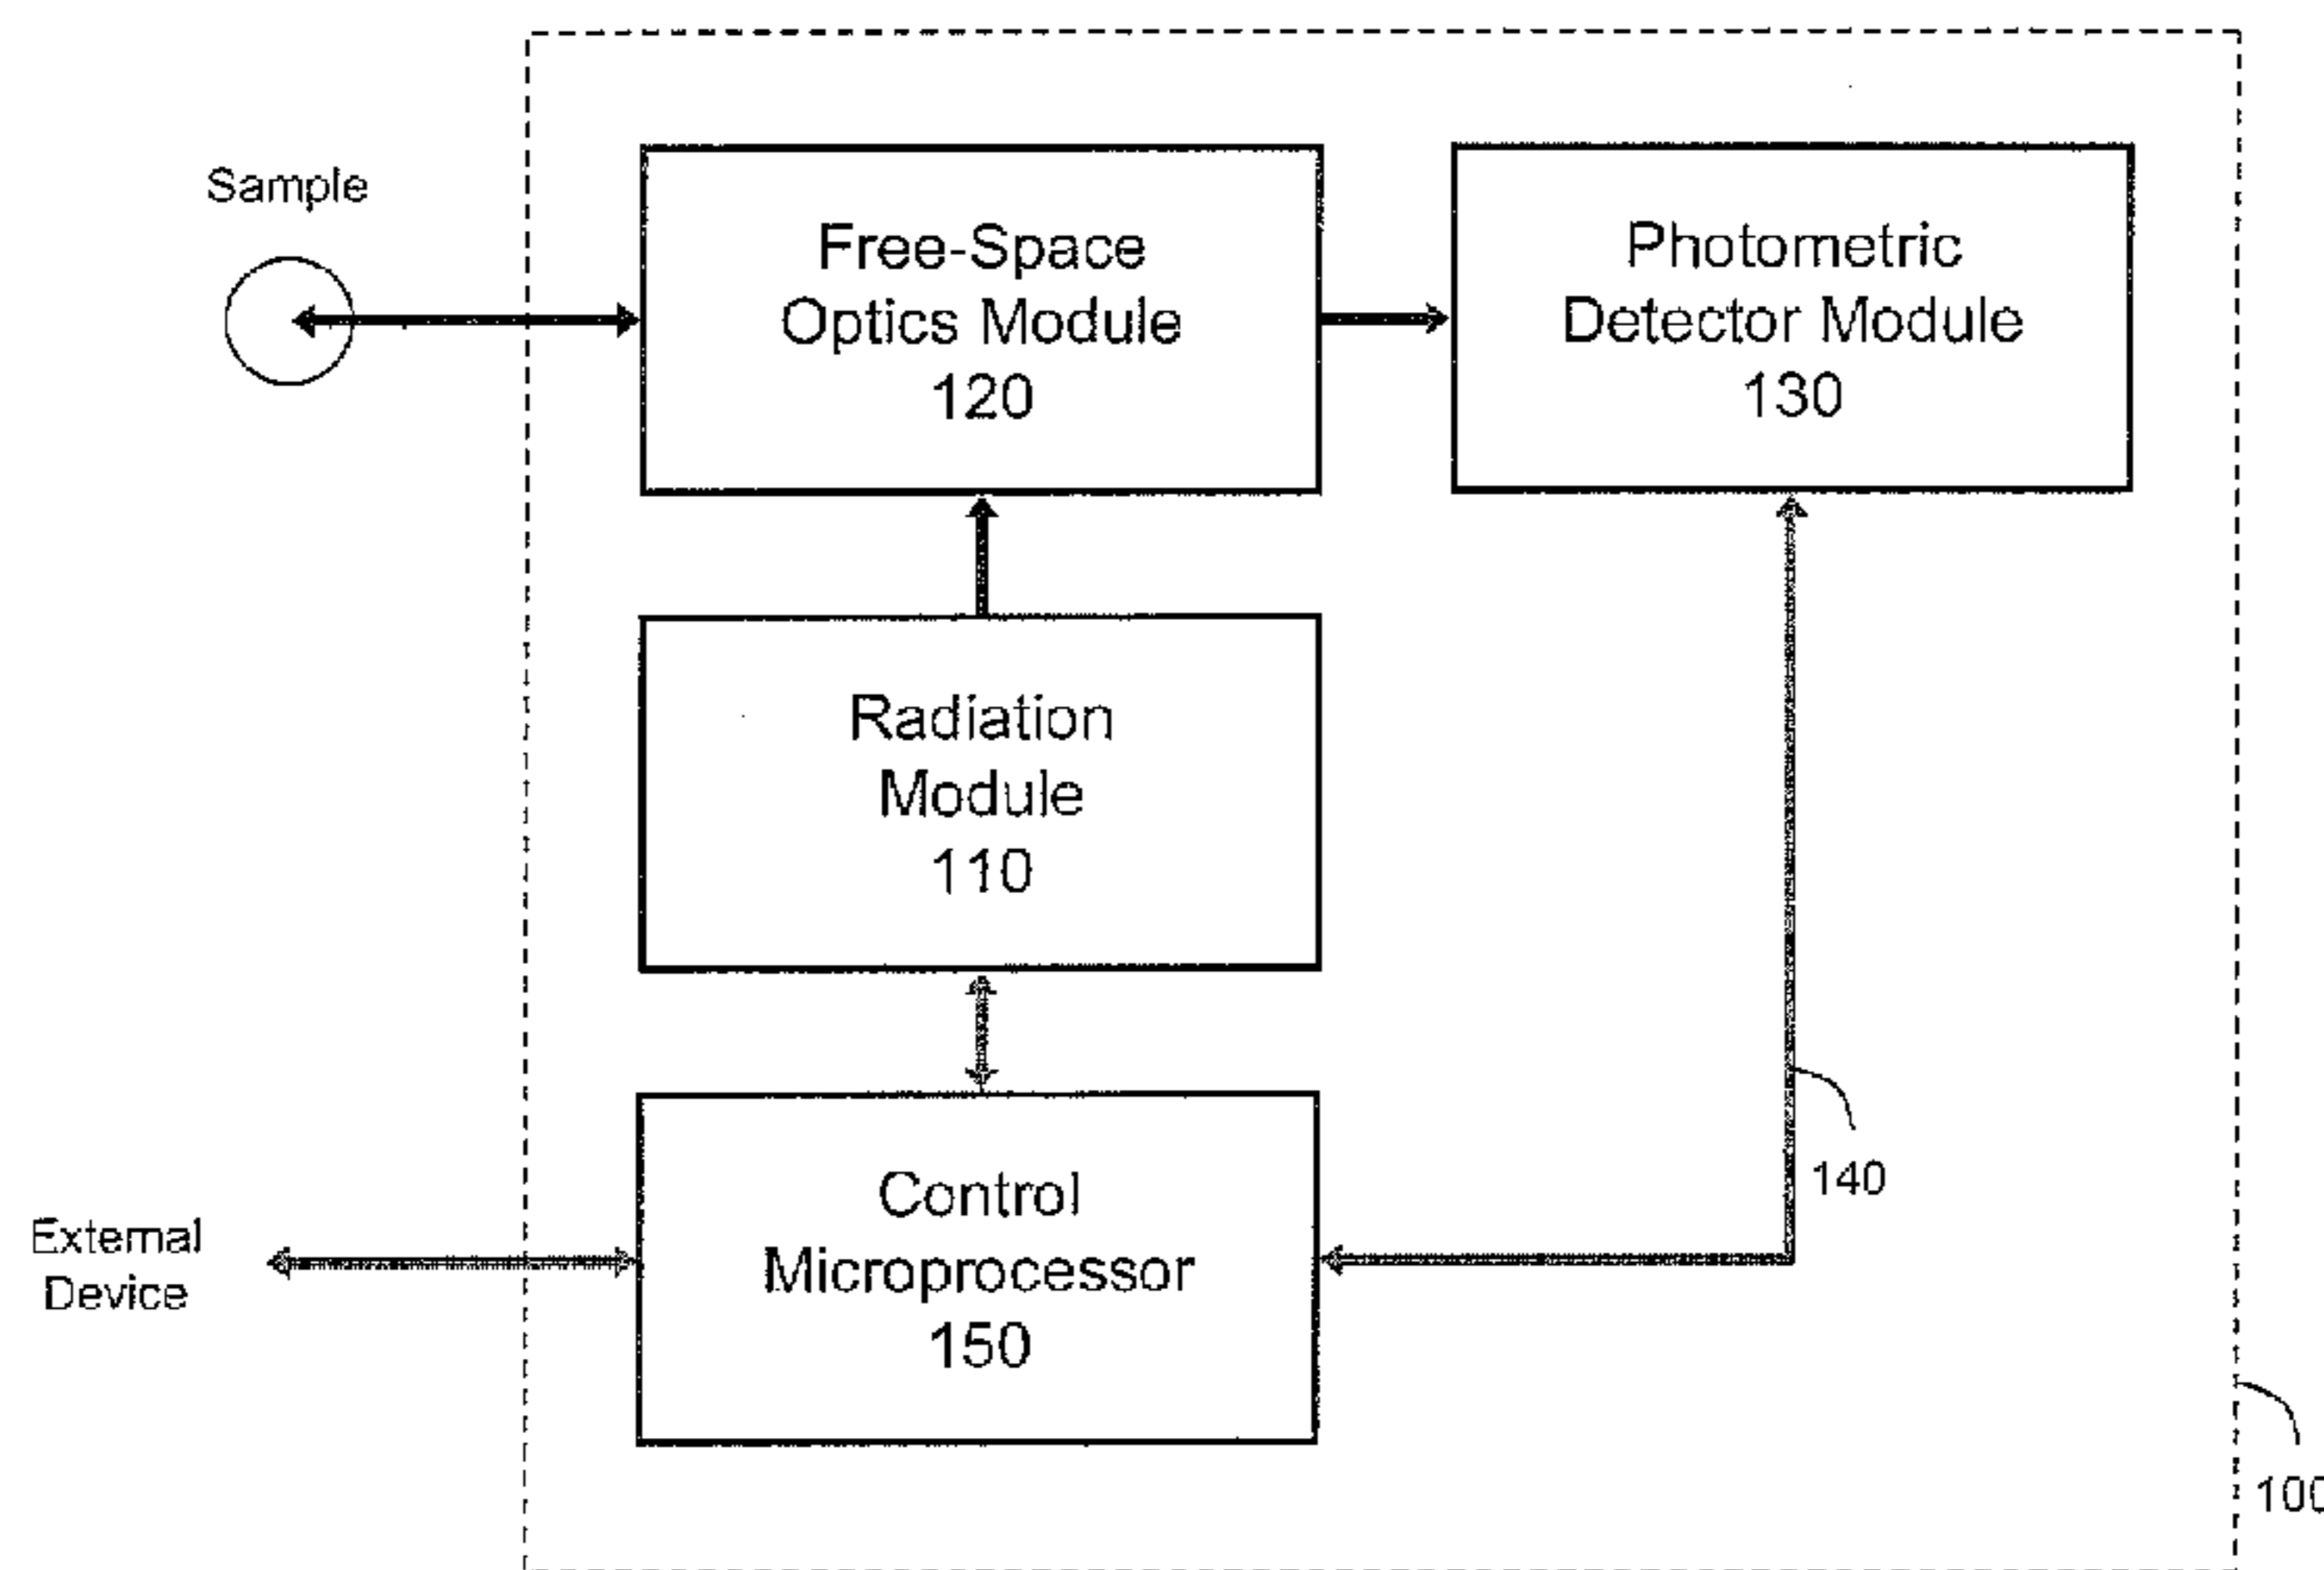 Sample
Free-Space
Optics Module
120
Photometric
Detector Module
130
Radiation
Module
110
Control
Microprocessor
150
External
Device
140
100